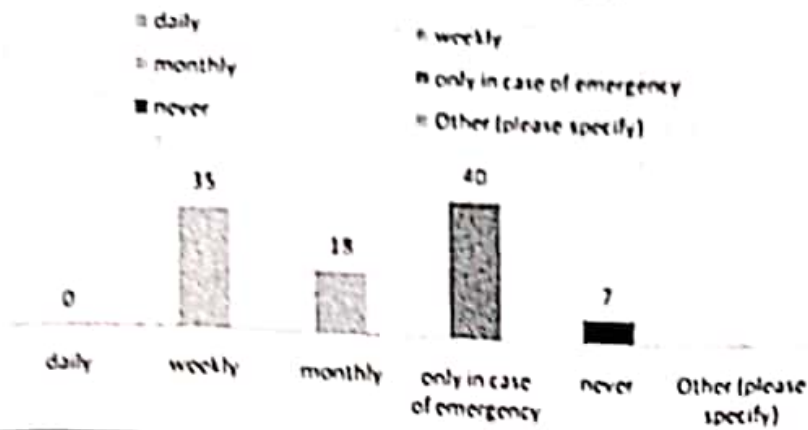 daily
weekly
monthly
only in case of emergency
never
Other (please specify)
0
35
18
40
7
daily
weekly
monthly
only in case
of emergency
never
Other (please
specify)